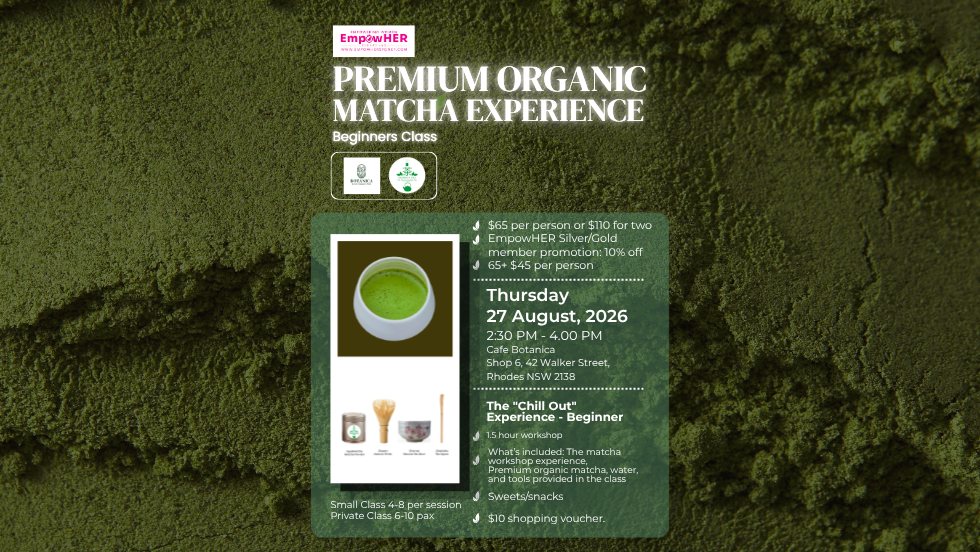 EMPOWERING WOMEN
EmpowHER
PREMIUM ORGANIC
MATCHA EXPERIENCE
Beginners Class
BOTANICA
$65 per person or $110 for two
EmpowHER Silver/Gold
member promotion: 10% off
65+ $45 per person
Thursday
27 August, 2026
2:30 PM - 4.00 PM
Cafe Botanica
Shop 6, 42 Walker Street,
Rhodes NSW 2138
The "Chill Out"
Experience - Beginner
1.5 hour workshop
What's included: The matcha
workshop experience,
Premium organic matcha, water,
and tools provided in the class
Sweets/snacks
$10 shopping voucher.
Small Class 4-8 per session
Private Class 6-10 pax